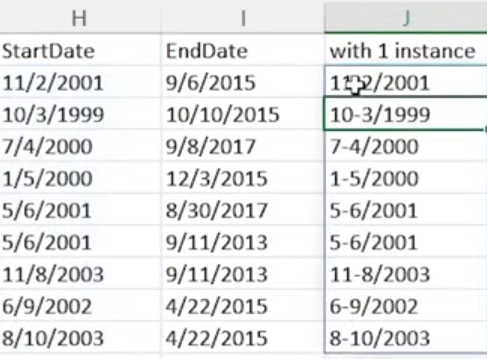 H I J
StartDate EndDate with 1 instance
11/2/2001 9/6/2015 11-2/2001
10/3/1999 10/10/2015 10-3/1999
7/4/2000 9/8/2017 7-4/2000
1/5/2000 12/3/2015 1-5/2000
5/6/2001 8/30/2017 5-6/2001
5/6/2001 9/11/2013 5-6/2001
11/8/2003 9/11/2013 11-8/2003
6/9/2002 4/22/2015 6-9/2002
8/10/2003 4/22/2015 8-10/2003